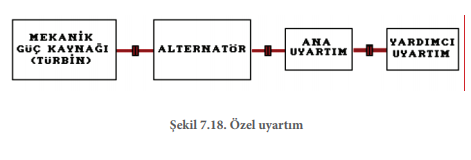 MEKANİK
GÜÇ KAYNAĞI
(TÜRBİN)
ALTERNATÖR
ANA
UYARTIM
YARDIMCI
UYARTIM
Şekil 7.18. Özel uyartım